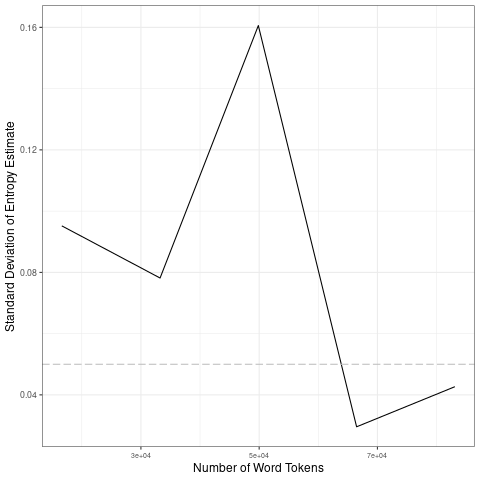 Standard Deviation of Entropy Estimate
0.16
0.12
0.08
0.04
3e+04 5e+04 7e+04
Number of Word Tokens